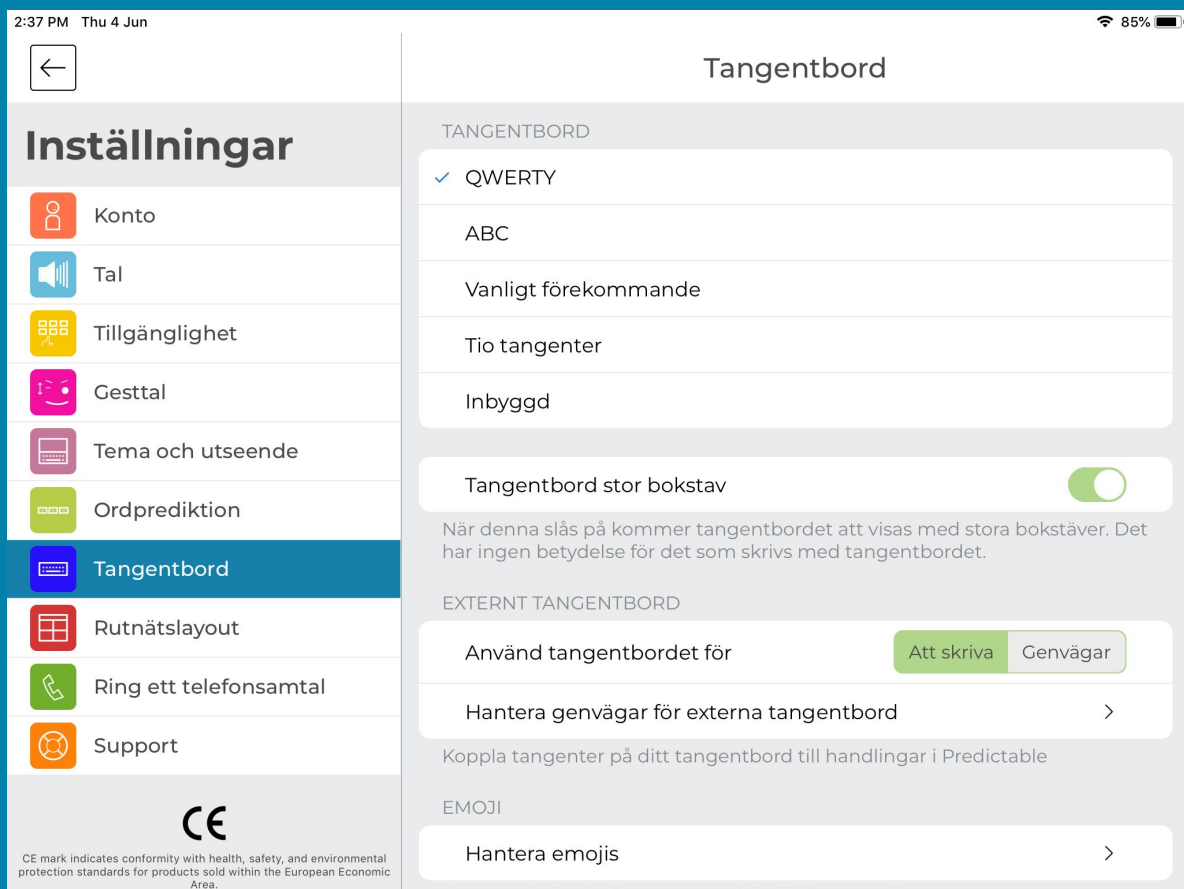 2:37 PM Thu 4 Jun
85%
Tangentbord
Inställningar
Konto
Tal
Tillgänglighet
Gesttal
Tema och utseende
Ordprediktion
Tangentbord
Rutnätslayout
Ring ett telefonsamtal
Support
CE
CE mark indicates conformity with health, safety, and environmental
protection standards for products sold within the European Economic
Area.
TANGENTBORD
QWERTY
ABC
Vanligt förekommande
Tio tangenter
Inbyggd
Tangentbord stor bokstav
När denna slås på kommer tangentbordet att visas med stora bokstäver. Det
har ingen betydelse för det som skrivs med tangentbordet.
EXTERNT TANGENTBORD
Använd tangentbordet för Att skriva Genvägar
Hantera genvägar för externa tangentbord
Koppla tangenter på ditt tangentbord till handlingar i Predictable
EMOJI
Hantera emojis